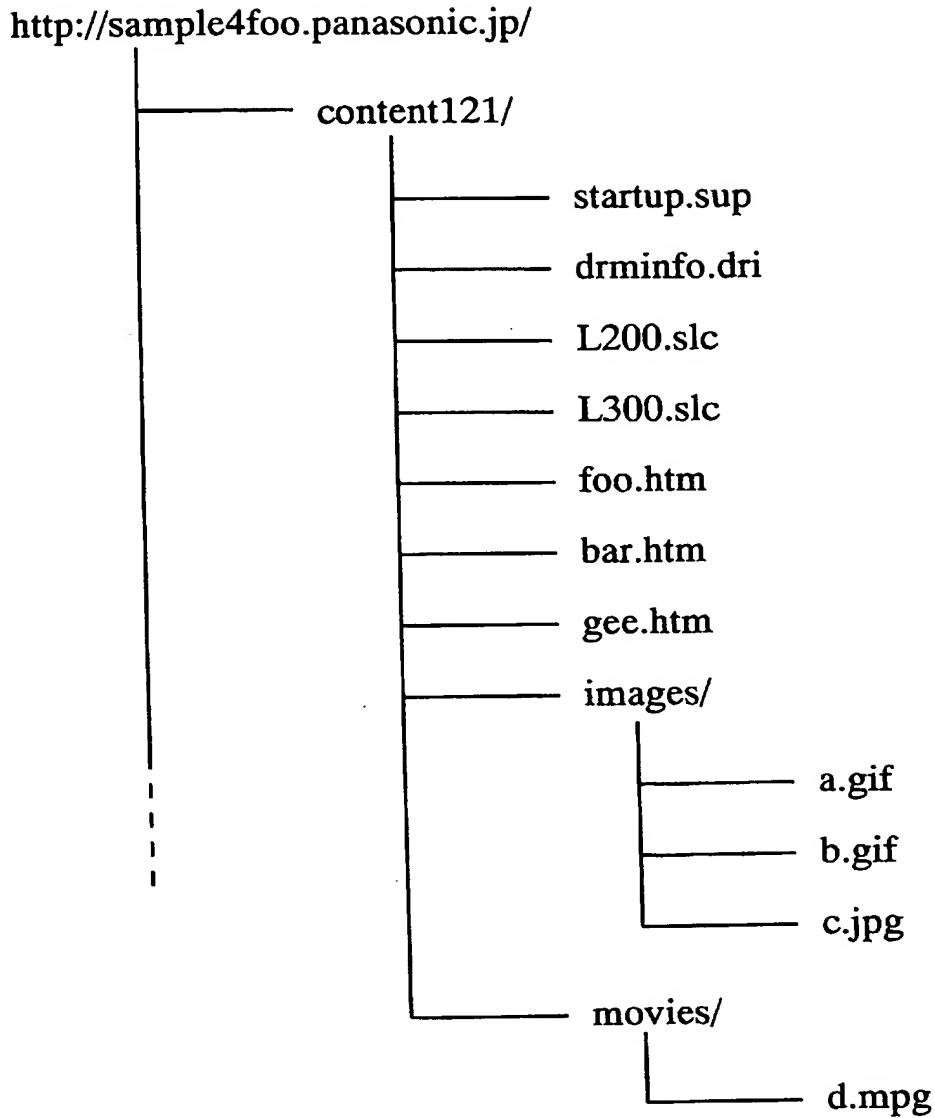 http://sample4foo.panasonic.jp/
content121/
startup.sup
drminfo.dri
L200.slc
L300.slc
foo.htm
bar.htm
gee.htm
images/
a.gif
b.gif
c.jpg
movies/
d.mpg